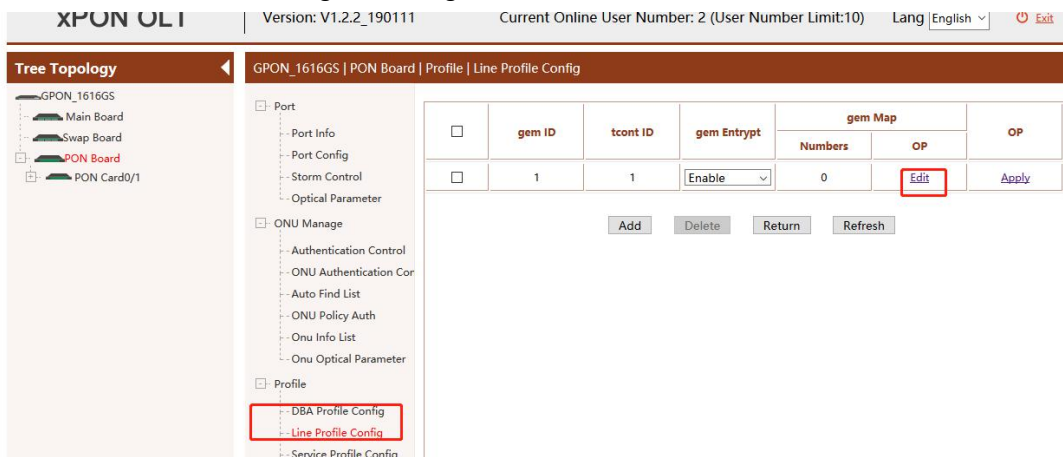 xPON OLT
Version: V1.2.2_190111
Current Online User Number: 2 (User Number Limit:10)
Lang English
Exit
Tree Topology
GPON_1616GS | PON Board | Profile | Line Profile Config
GPON_1616GS
Main Board
Swap Board
PON Board
PON Card0/1
Port
Port Info
Port Config
Storm Control
Optical Parameter
ONU Manage
Authentication Control
ONU Authentication Con
Auto Find List
ONU Policy Auth
Onu Info List
Onu Optical Parameter
Profile
DBA Profile Config
Line Profile Config
Service Profile Config
gem ID tcont ID gem Entrypt gem Map OP
Numbers OP
1 1 Enable 0 Edit Apply
Add Delete Return Refresh